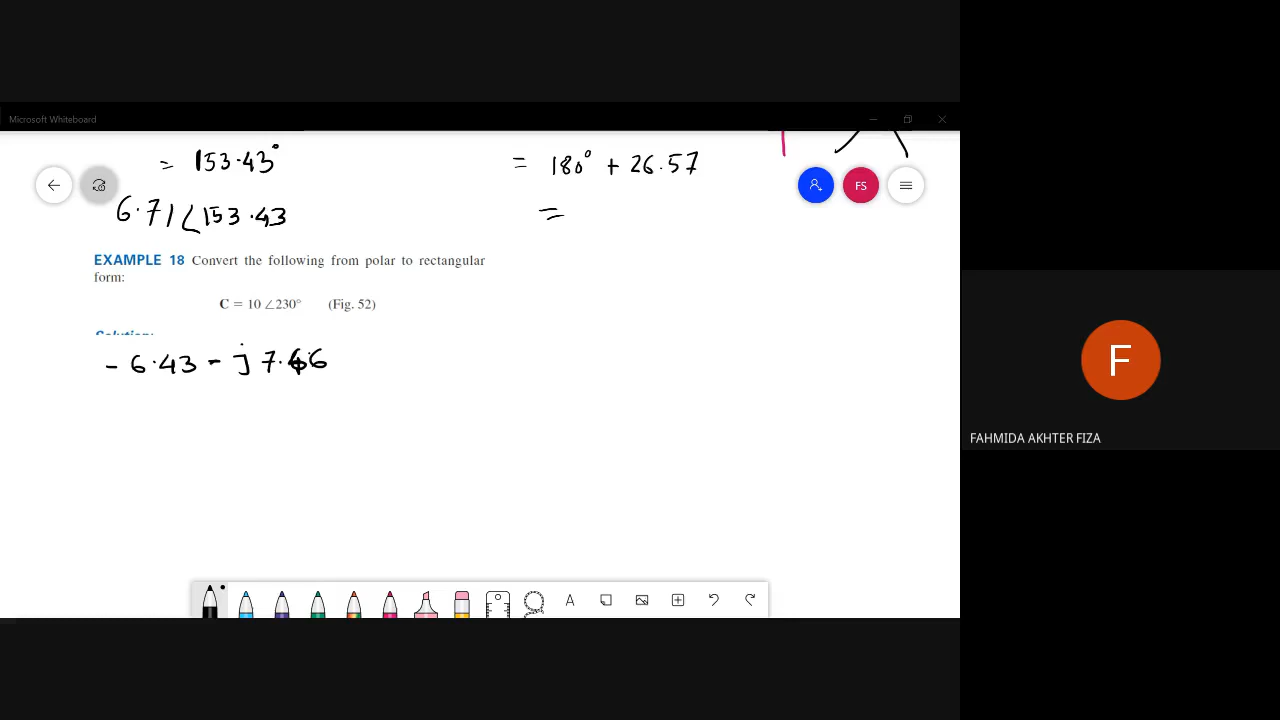 Microsoft Whiteboard
= 153.43°
= 180° + 26.57
FS
6.71∠153.43
=
EXAMPLE 18 Convert the following from polar to rectangular
form:
C = 10 ∠230° (Fig. 52)
Solution:
- 6.43 - j 7.66
F
FAHMIDA AKHTER FIZA
A